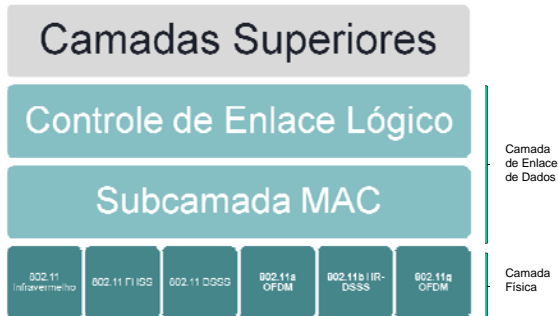 Camadas Superiores
Controle de Enlace Lógico
Camada
de Enlace
de Dados
Subcamada MAC
802.11
Infravermelho
802.11 FHSS
802.11 DSSS
802.11a
OFDM
802.11b HR-
DSSS
802.11g
OFDM
Camada
Física